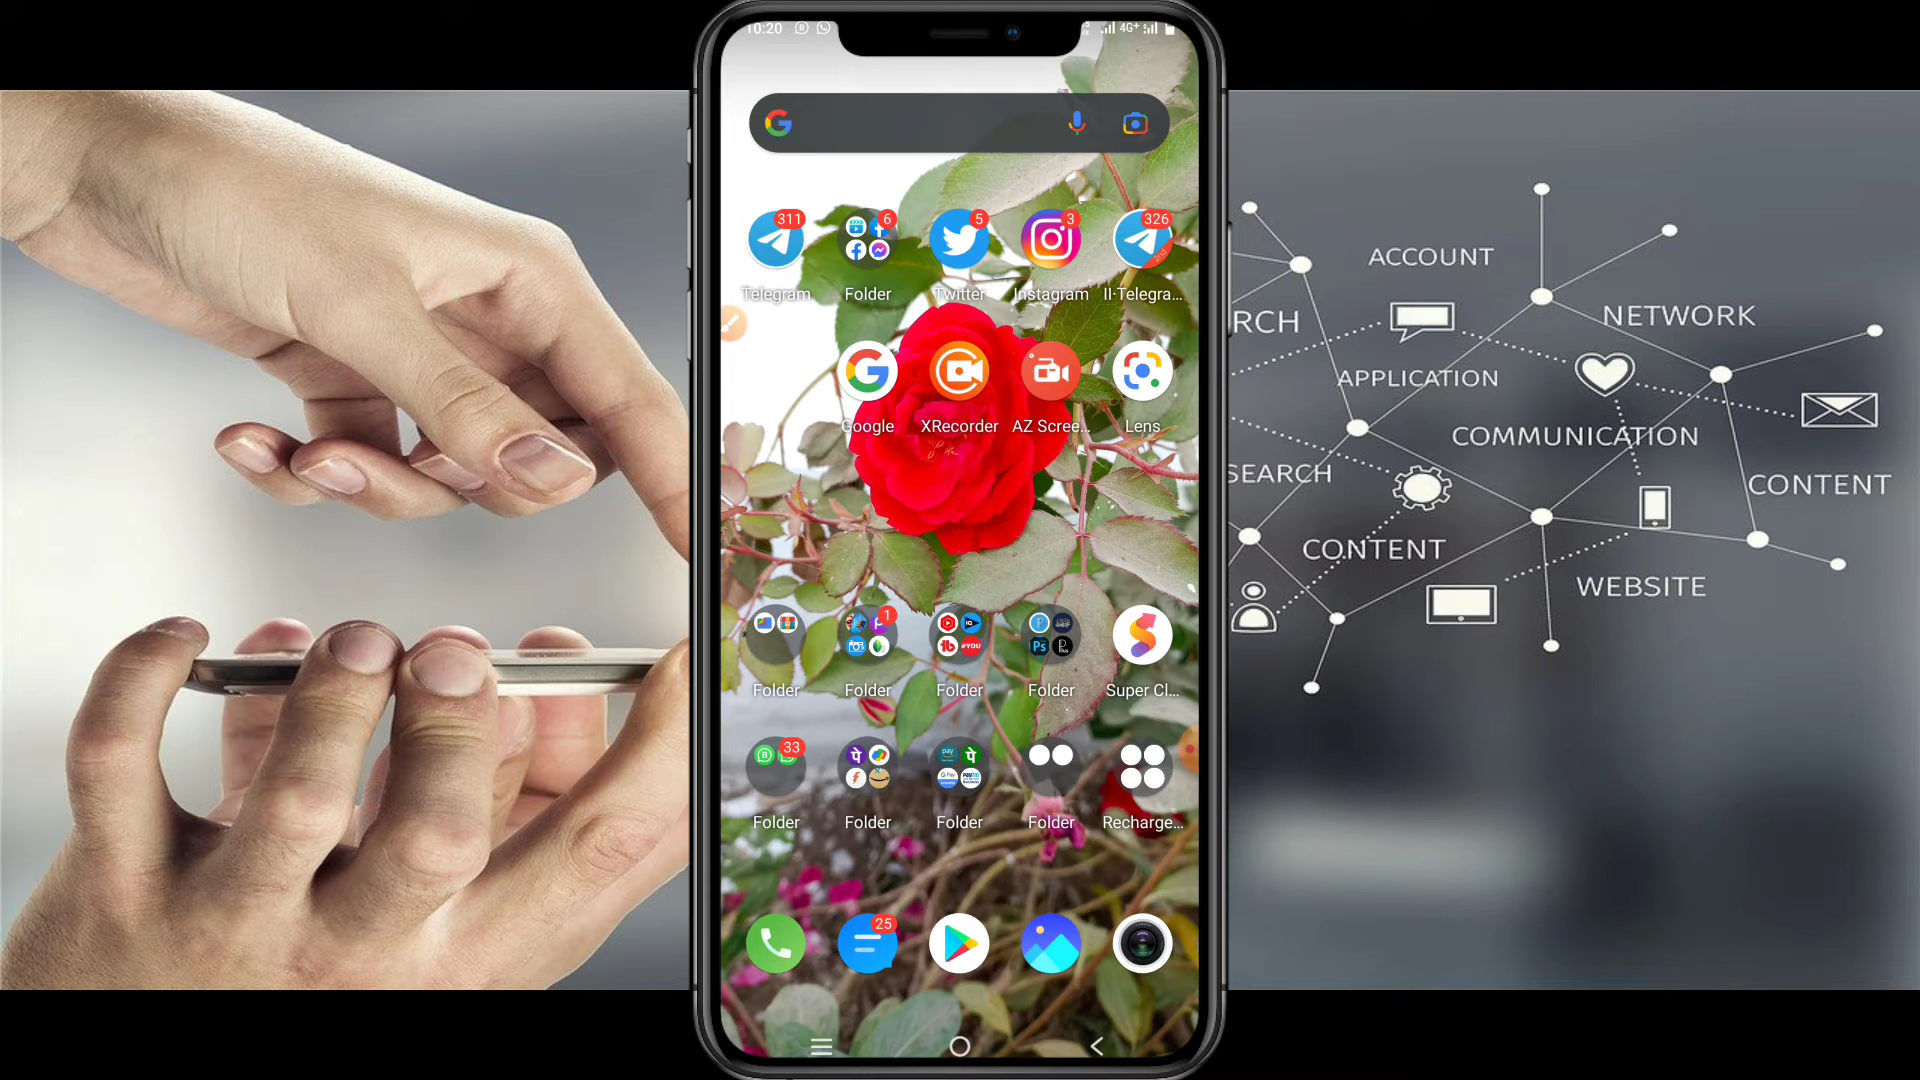 10:20 4G+
311 6 5 3 326
Telegram Folder Twitter Instagram II·Telegra...
Google XRecorder AZ Scree... Lens
1
Folder Folder Folder Folder Super Cl...
33
Folder Folder Folder Folder Recharge...
25
ACCOUNT
NETWORK
RCH
APPLICATION
COMMUNICATION
SEARCH
CONTENT
CONTENT
WEBSITE